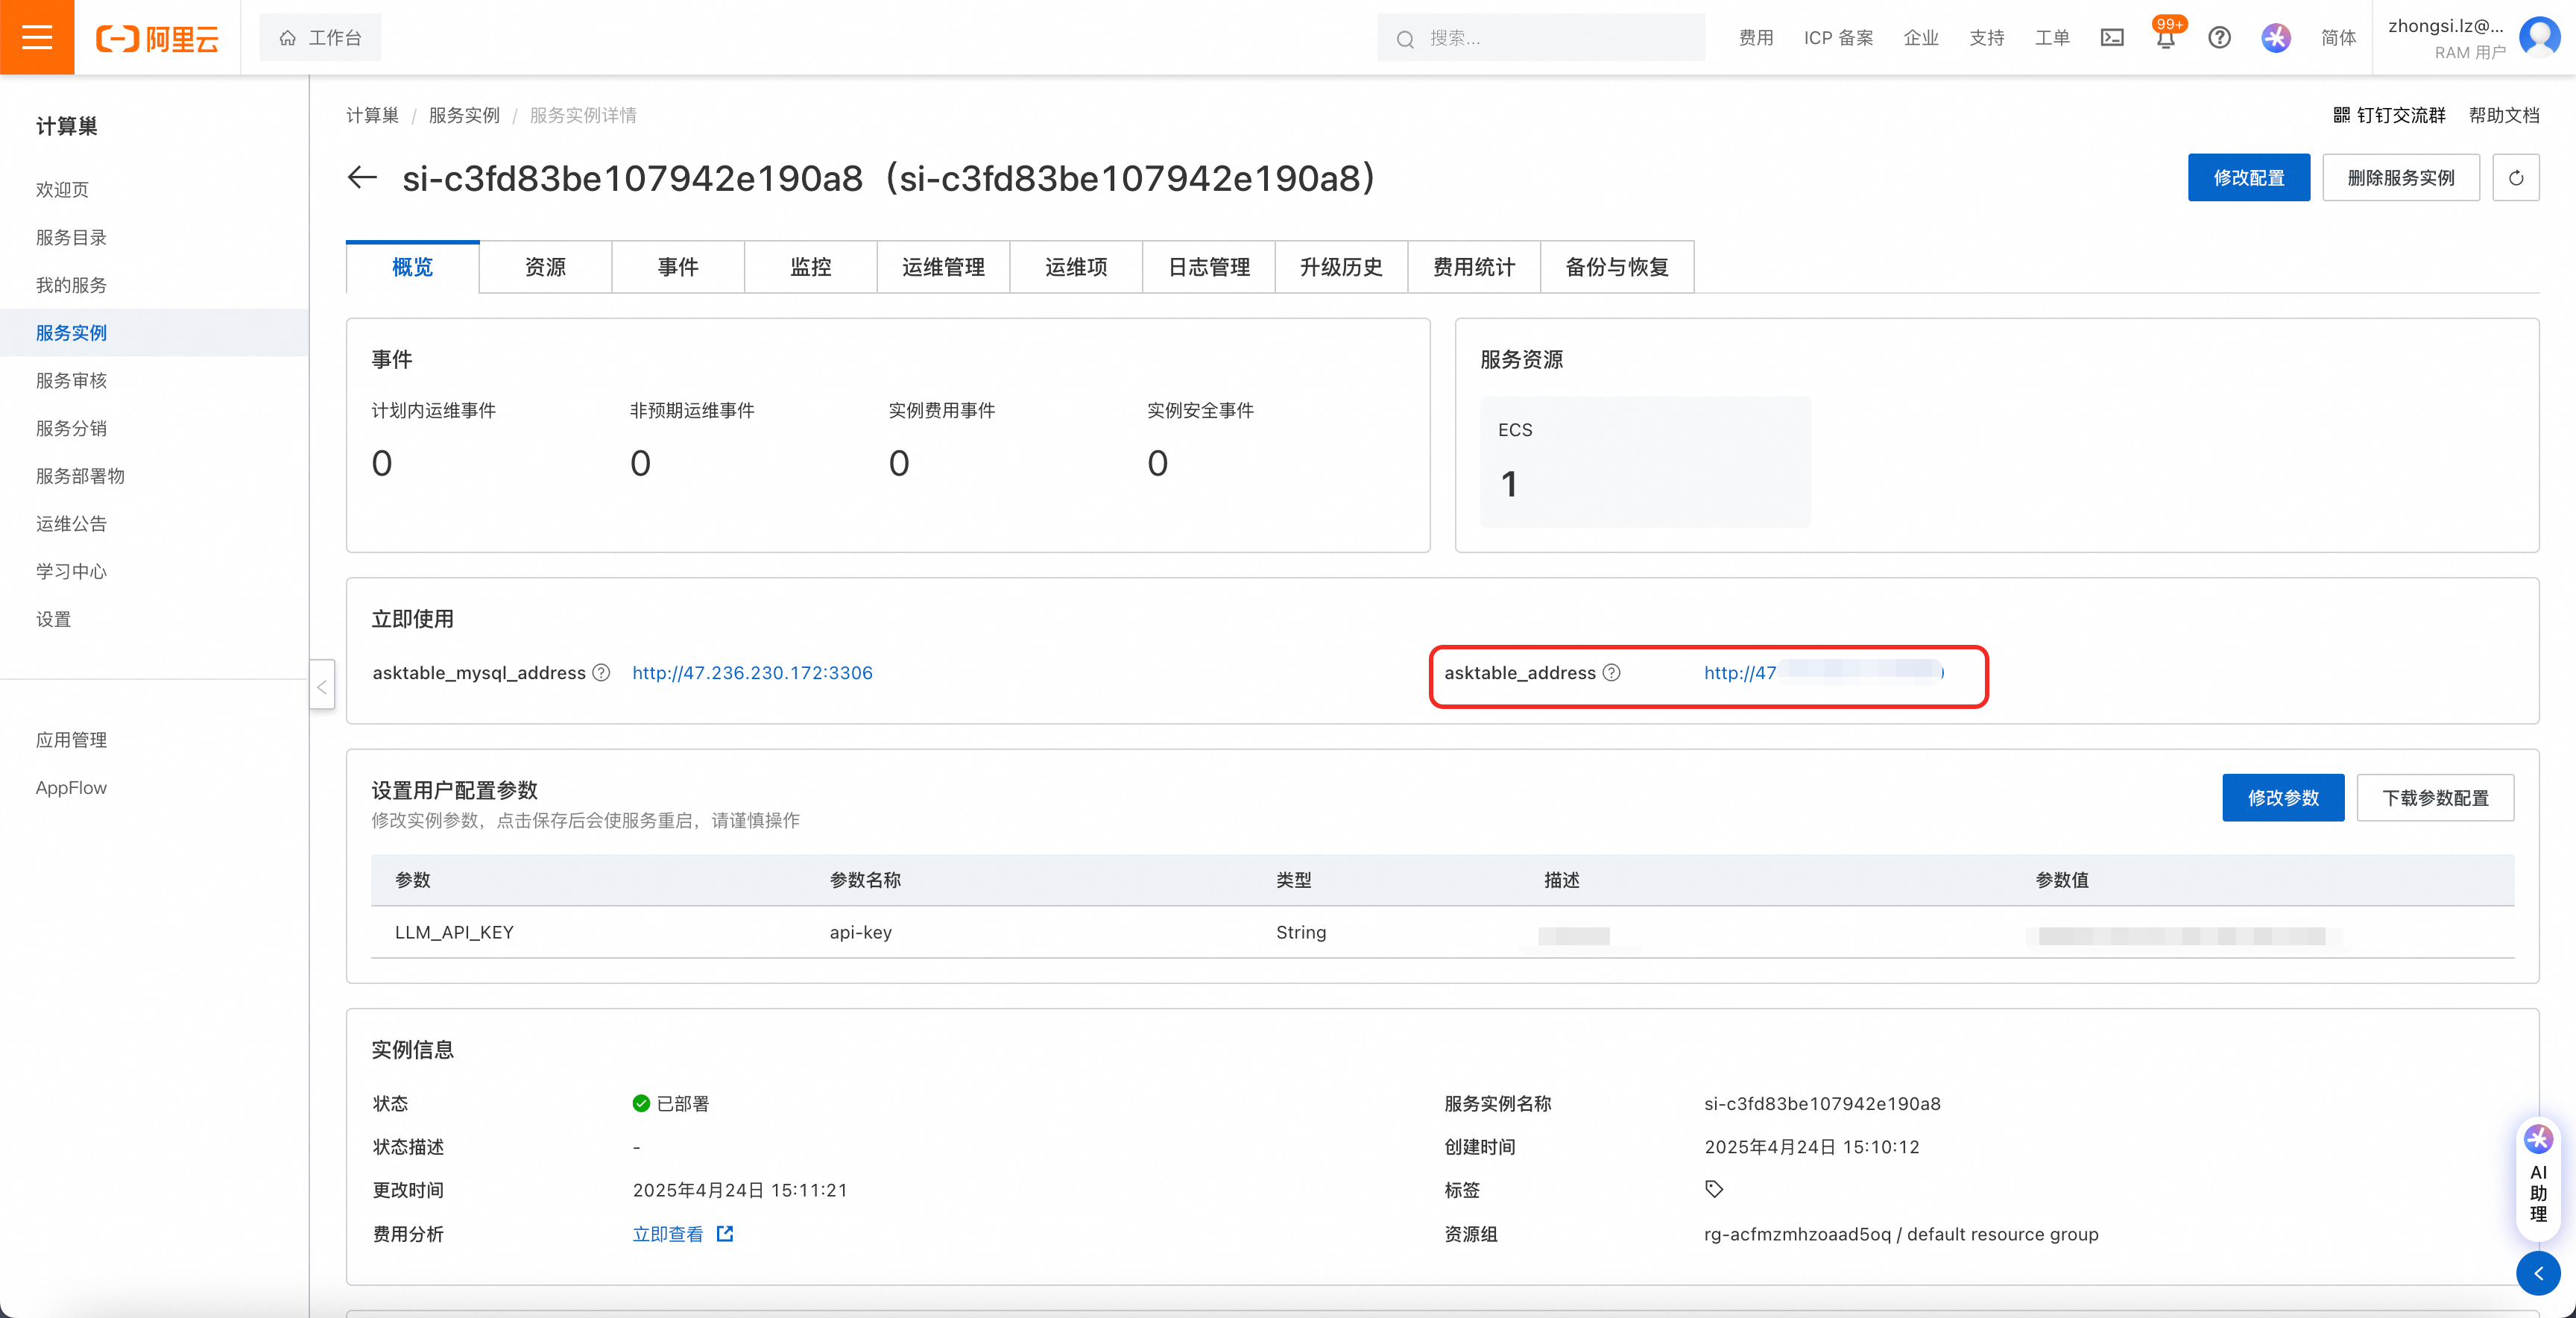 阿里云
工作台
搜索...
费用
ICP 备案
企业
支持
工单
99+
简体
zhongsi.lz@...
RAM 用户
计算巢
欢迎页
服务目录
我的服务
服务实例
服务审核
服务分销
服务部署物
运维公告
学习中心
设置
应用管理
AppFlow
计算巢 / 服务实例 / 服务实例详情
钉钉交流群
帮助文档
si-c3fd83be107942e190a8（si-c3fd83be107942e190a8）
修改配置
删除服务实例
概览
资源
事件
监控
运维管理
运维项
日志管理
升级历史
费用统计
备份与恢复
事件
计划内运维事件
非预期运维事件
实例费用事件
实例安全事件
0
0
0
0
服务资源
ECS
1
立即使用
asktable_mysql_address
http://47.236.230.172:3306
asktable_address
http://47
设置用户配置参数
修改实例参数，点击保存后会使服务重启，请谨慎操作
修改参数
下载参数配置
参数
参数名称
类型
描述
参数值
LLM_API_KEY
api-key
String
实例信息
状态
已部署
服务实例名称
si-c3fd83be107942e190a8
状态描述
-
创建时间
2025年4月24日 15:10:12
更改时间
2025年4月24日 15:11:21
标签
费用分析
立即查看
资源组
rg-acfmzmhzoaad5oq / default resource group
AI
助
理